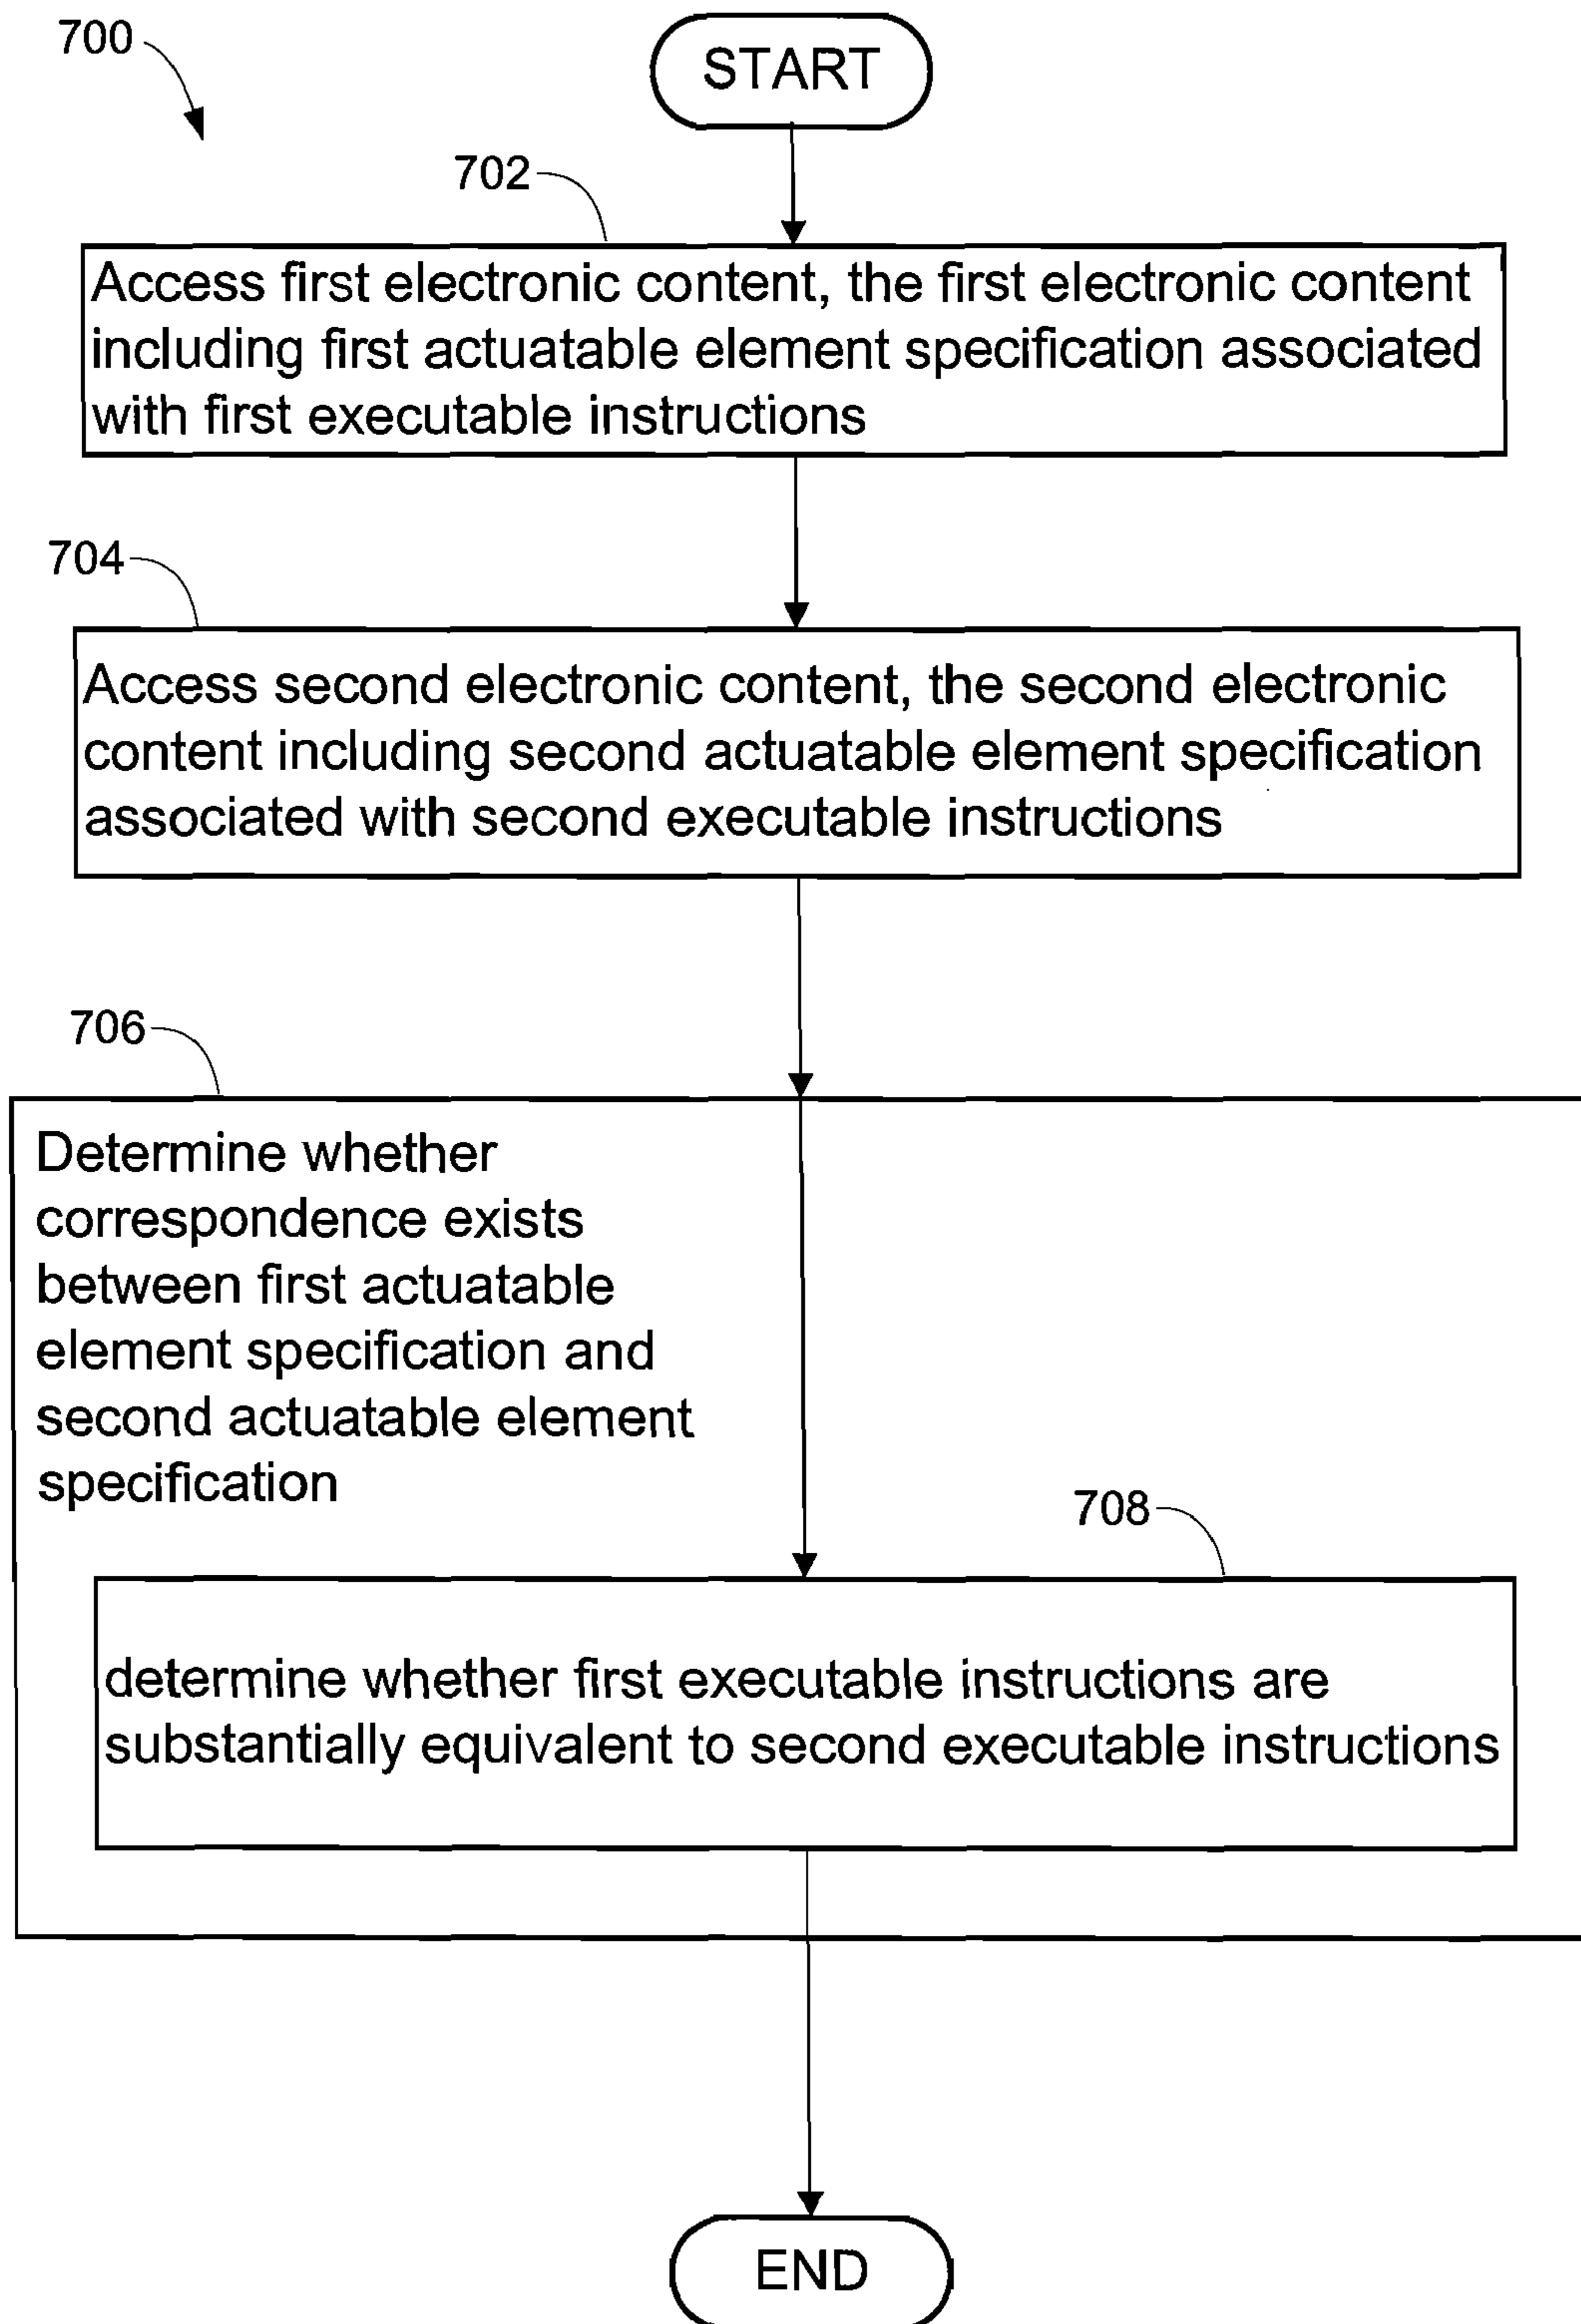 700
START
702
Access first electronic content, the first electronic content
including first actuatable element specification associated
with first executable instructions
704
Access second electronic content, the second electronic
content including second actuatable element specification
associated with second executable instructions
706
Determine whether
correspondence exists
between first actuatable
element specification and
second actuatable element
specification
708
determine whether first executable instructions are
substantially equivalent to second executable instructions
END